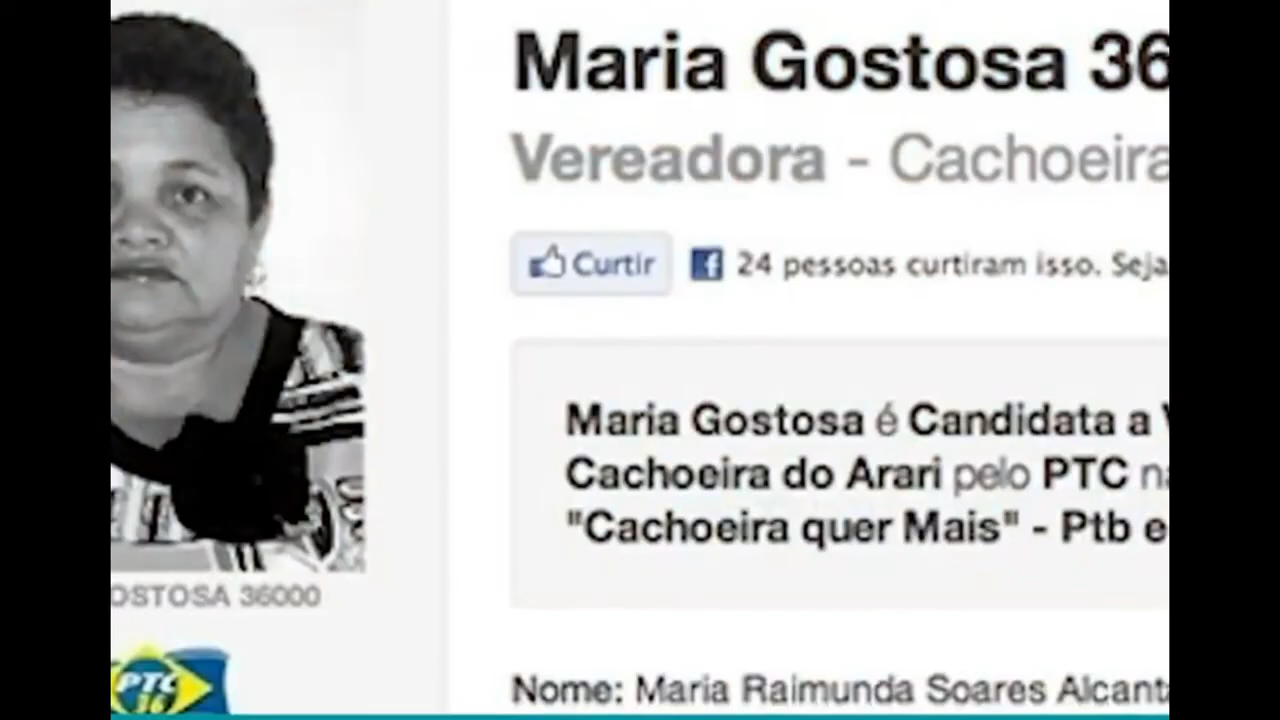 Maria Gostosa 36
Vereadora - Cachoeira
Curtir
24 pessoas curtiram isso. Seja
Maria Gostosa é Candidata a V
Cachoeira do Arari pelo PTC na
"Cachoeira quer Mais" - Ptb e
OSTOSA 36000
PTC
36
Nome: Maria Raimunda Soares Alcant